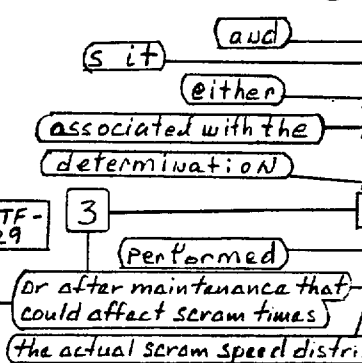 and
s it
either
associated with the
determination
TF-
29
3
performed
or after maintenance that
could affect scram times
the actual scram speed distri